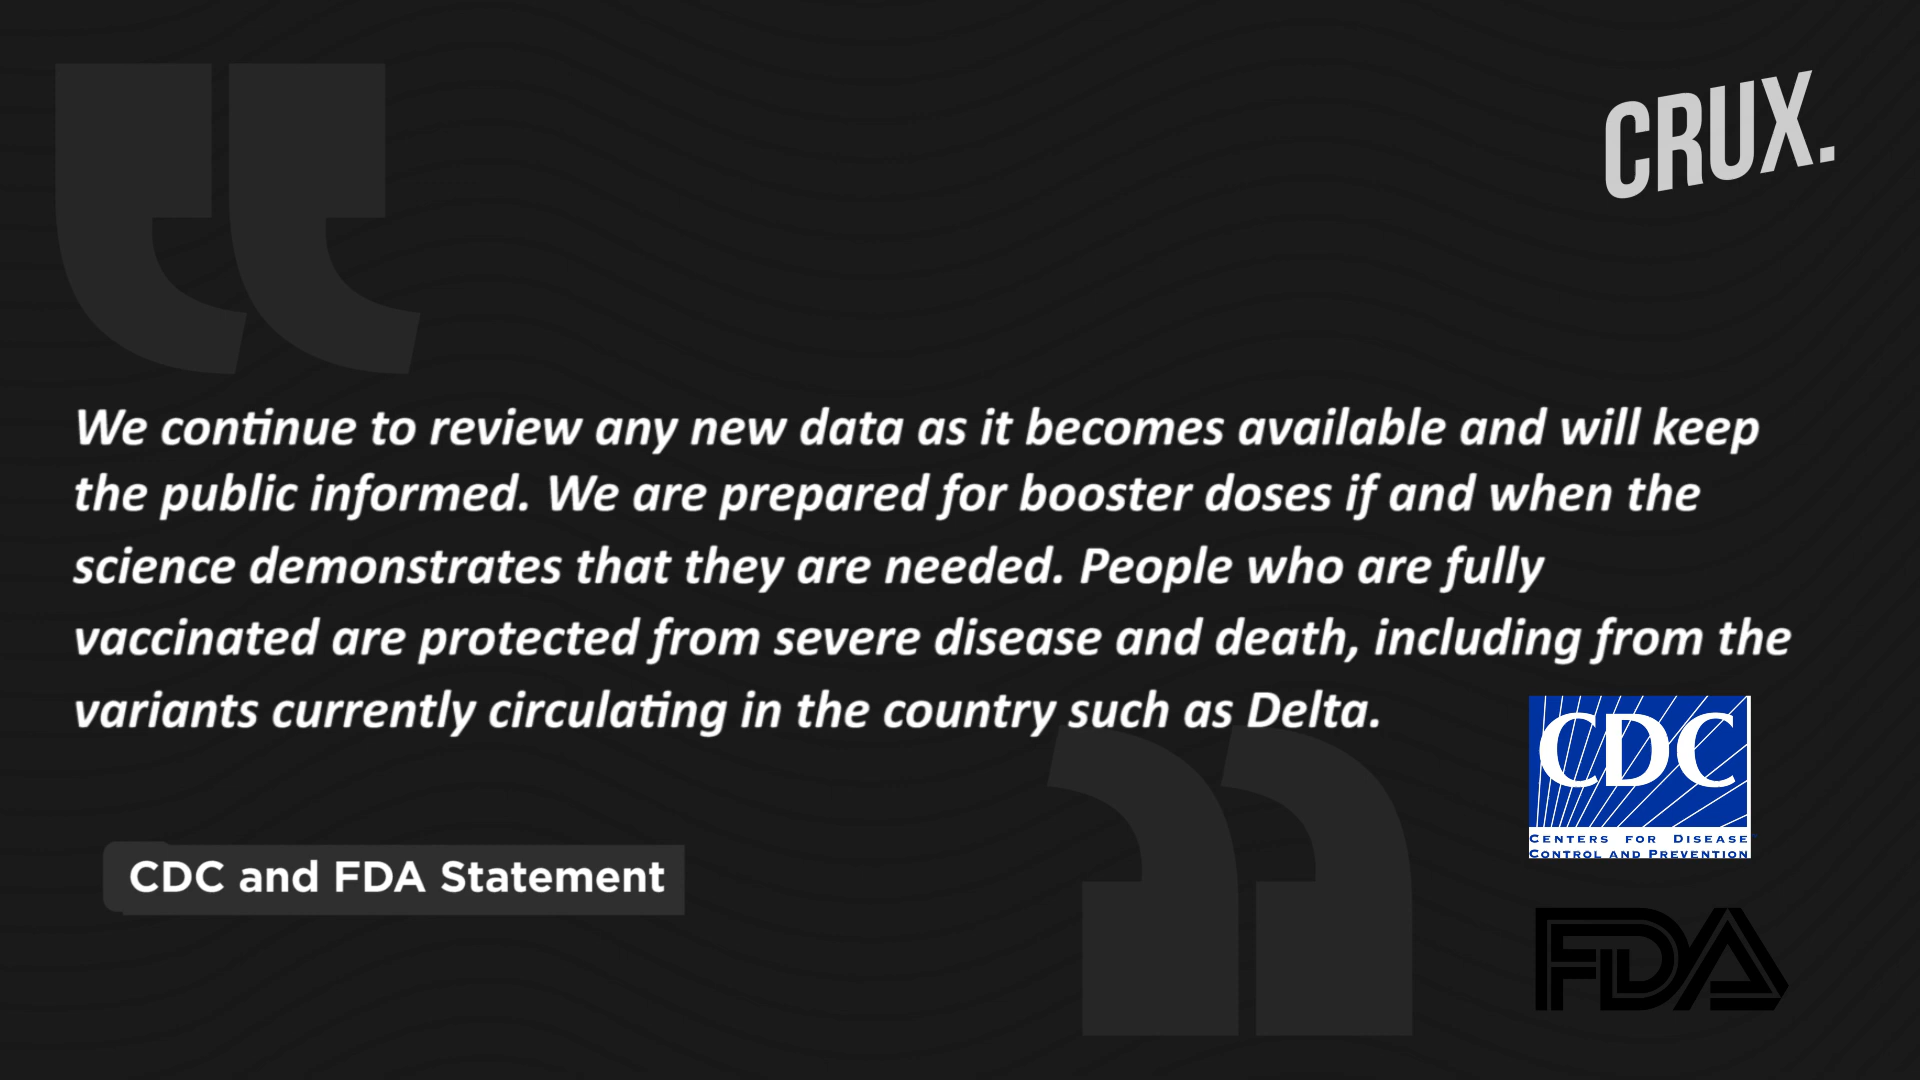 CRUX.
We continue to review any new data as it becomes available and will keep
the public informed. We are prepared for booster doses if and when the
science demonstrates that they are needed. People who are fully
vaccinated are protected from severe disease and death, including from the
variants currently circulating in the country such as Delta.
CDC
CENTERS FOR DISEASE
CONTROL AND PREVENTION
CDC and FDA Statement
FDA